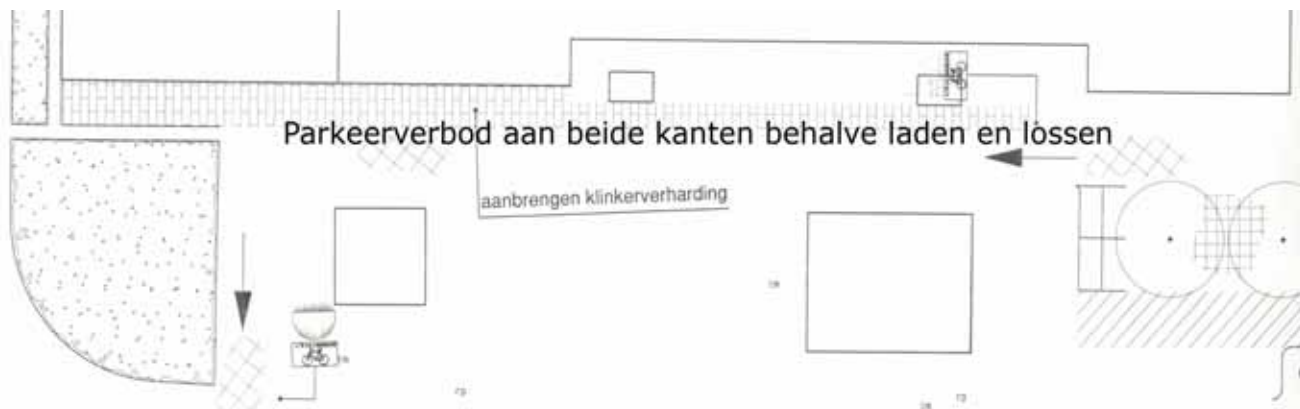 Parkeerverbod aan beide kanten behalve laden en lossen
aanbrengen klinkerverharding